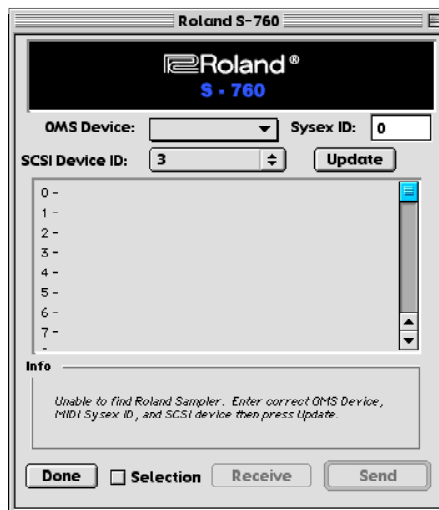 Roland S-760
Roland®
S - 760
OMS Device:
Sysex ID: 0
SCSI Device ID: 3
Update
0 -
1 -
2 -
3 -
4 -
5 -
6 -
7 -
Info
Unable to find Roland Sampler. Enter correct OMS Device,
MIDI Sysex ID, and SCSI device then press Update.
Done Selection Receive Send